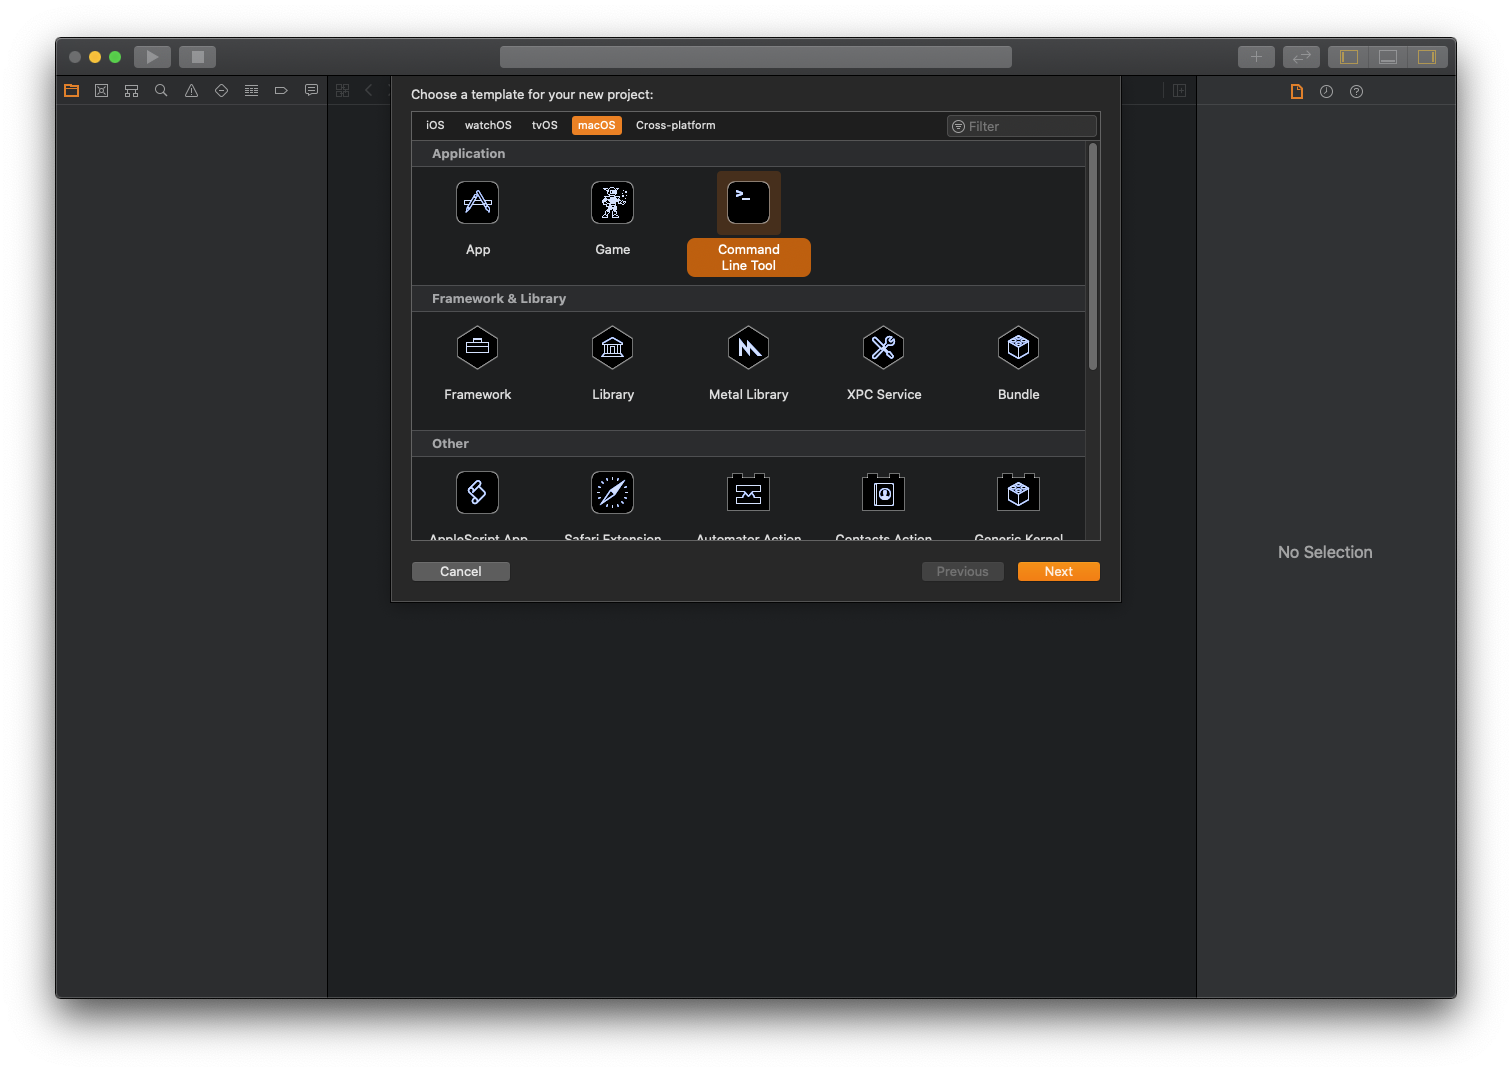 Choose a template for your new project:
iOS watchOS tvOS macOS Cross-platform Filter
Application
App Game Command
Line Tool
Framework & Library
Framework Library Metal Library XPC Service Bundle
Other
AppleScript App Safari Extension Automator Action Contacts Action Generic Kernel
Cancel Previous Next
No Selection